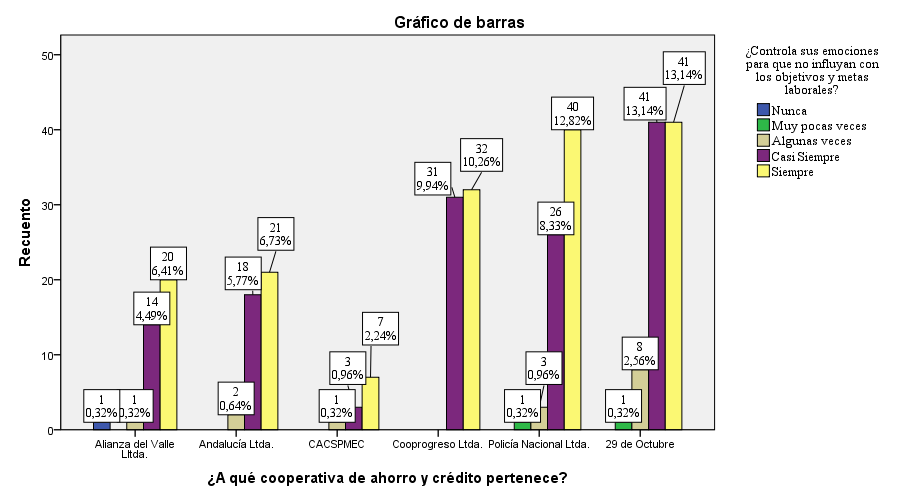 Gráfico de barras
50
40
30
20
10
0
Recuento
1
0,32%
1
0,32%
14
4,49%
20
6,41%
2
0,64%
18
5,77%
21
6,73%
1
0,32%
3
0,96%
7
2,24%
31
9,94%
32
10,26%
1
0,32%
3
0,96%
26
8,33%
40
12,82%
1
0,32%
8
2,56%
41
13,14%
41
13,14%
Alianza del Valle
Lltda.
Andalucía Ltda.
CACSPMEC
Cooprogreso Ltda.
Policía Nacional Ltda.
29 de Octubre
¿A qué cooperativa de ahorro y crédito pertenece?
¿Controla sus emociones
para que no influyan con
los objetivos y metas
laborales?
Nunca
Muy pocas veces
Algunas veces
Casi Siempre
Siempre